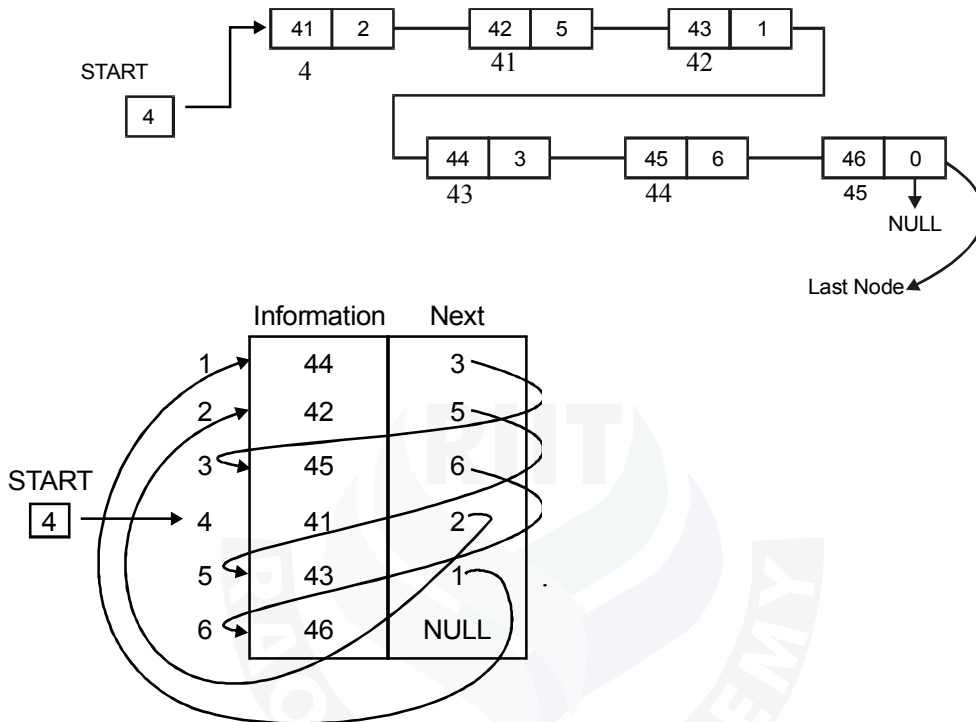 41 2 42 5 43 1
4 41 42
START
4
44 3 45 6 46 0
43 44 45
NULL
Last Node
Information Next
1 44 3
2 42 5
3 45 6
START
4 4 41 2
5 43 1
6 46 NULL